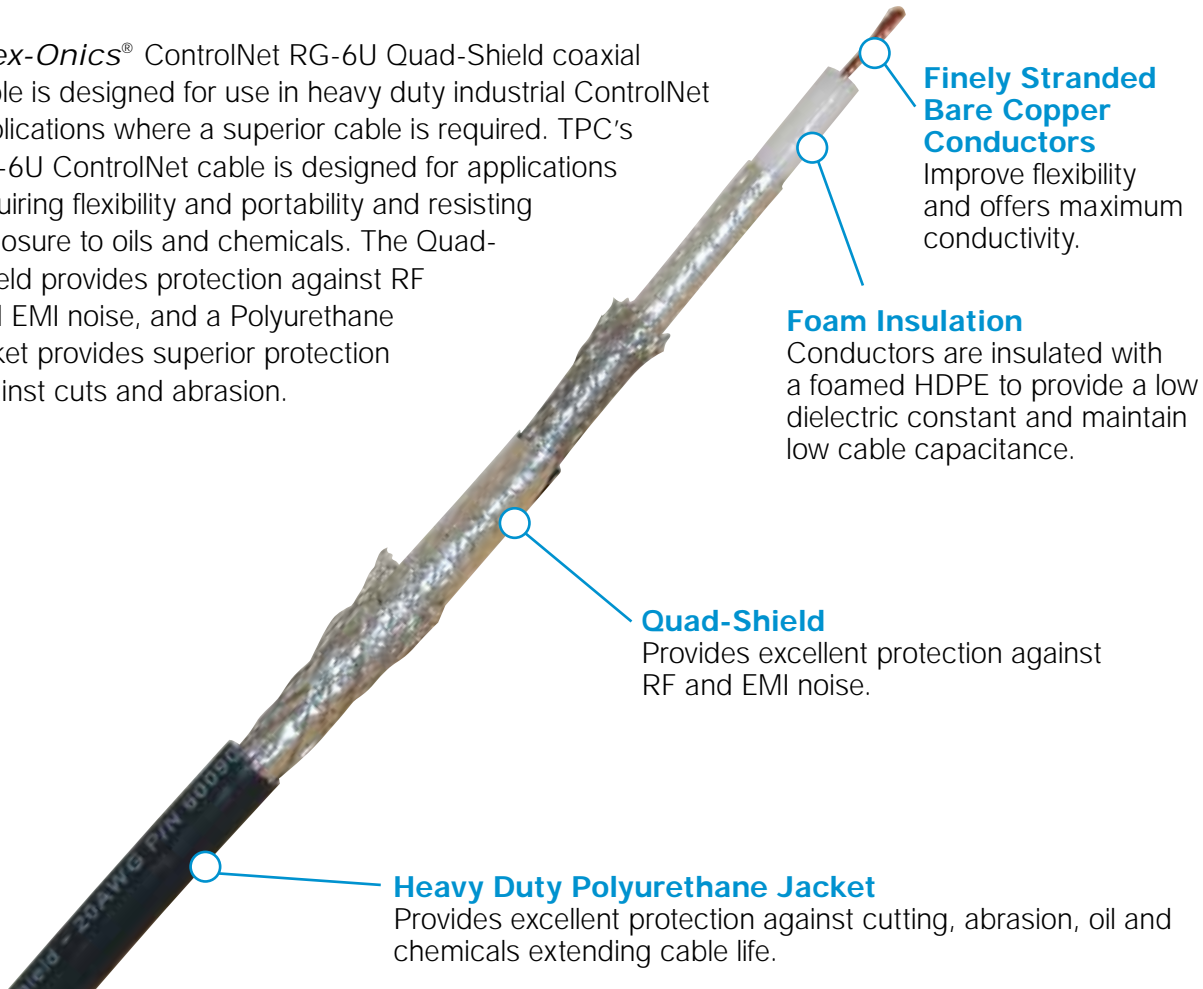 ex-Onics® ControlNet RG-6U Quad-Shield coaxial
le is designed for use in heavy duty industrial ControlNet
plications where a superior cable is required. TPC's
-6U ControlNet cable is designed for applications
uiring flexibility and portability and resisting
osure to oils and chemicals. The Quad-
eld provides protection against RF
EMI noise, and a Polyurethane
ket provides superior protection
inst cuts and abrasion.
Finely Stranded
Bare Copper
Conductors
Improve flexibility
and offers maximum
conductivity.
Foam Insulation
Conductors are insulated with
a foamed HDPE to provide a low
dielectric constant and maintain
low cable capacitance.
Quad-Shield
Provides excellent protection against
RF and EMI noise.
Heavy Duty Polyurethane Jacket
Provides excellent protection against cutting, abrasion, oil and
chemicals extending cable life.
ield - 20AWG P/N 60090